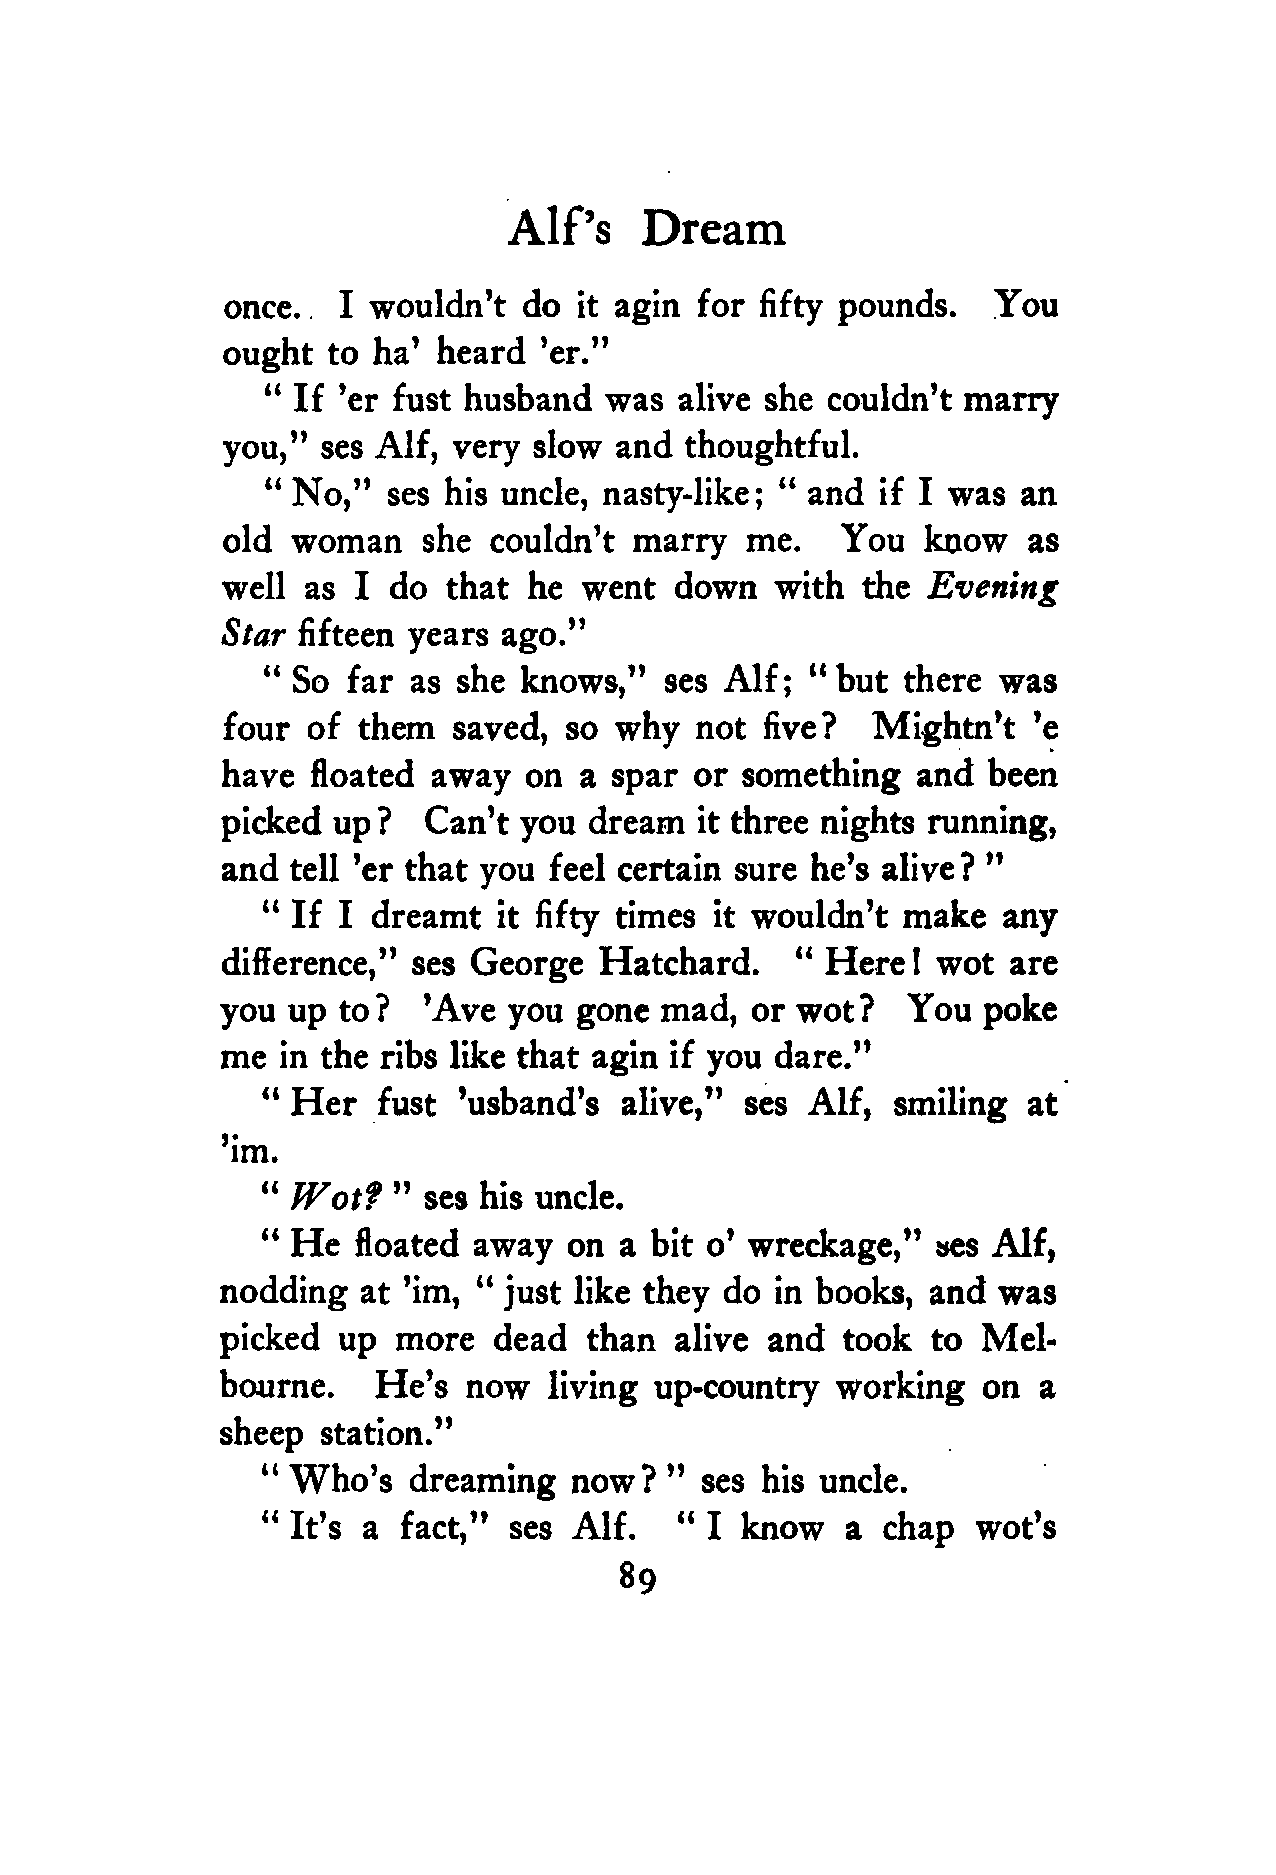 Alf's Dream
once. I wouldn't do it agin for fifty pounds. You
ought to ha' heard 'er."
" If 'er fust husband was alive she couldn't marry
you," ses Alf, very slow and thoughtful.
" No," ses his uncle, nasty-like; " and if I was an
old woman she couldn't marry me. You know as
well as I do that he went down with the Evening
Star fifteen years ago."
" So far as she knows," ses Alf; " but there was
four of them saved, so why not five? Mightn't 'e
have floated away on a spar or something and been
picked up? Can't you dream it three nights running,
and tell 'er that you feel certain sure he's alive? "
" If I dreamt it fifty times it wouldn't make any
difference," ses George Hatchard. " Here! wot are
you up to? 'Ave you gone mad, or wot? You poke
me in the ribs like that agin if you dare."
" Her fust 'usband's alive," ses Alf, smiling at
'im.
" Wot? " ses his uncle.
" He floated away on a bit o' wreckage," ses Alf,
nodding at 'im, " just like they do in books, and was
picked up more dead than alive and took to Mel-
bourne. He's now living up-country working on a
sheep station."
" Who's dreaming now? " ses his uncle.
" It's a fact," ses Alf. " I know a chap wot's
89